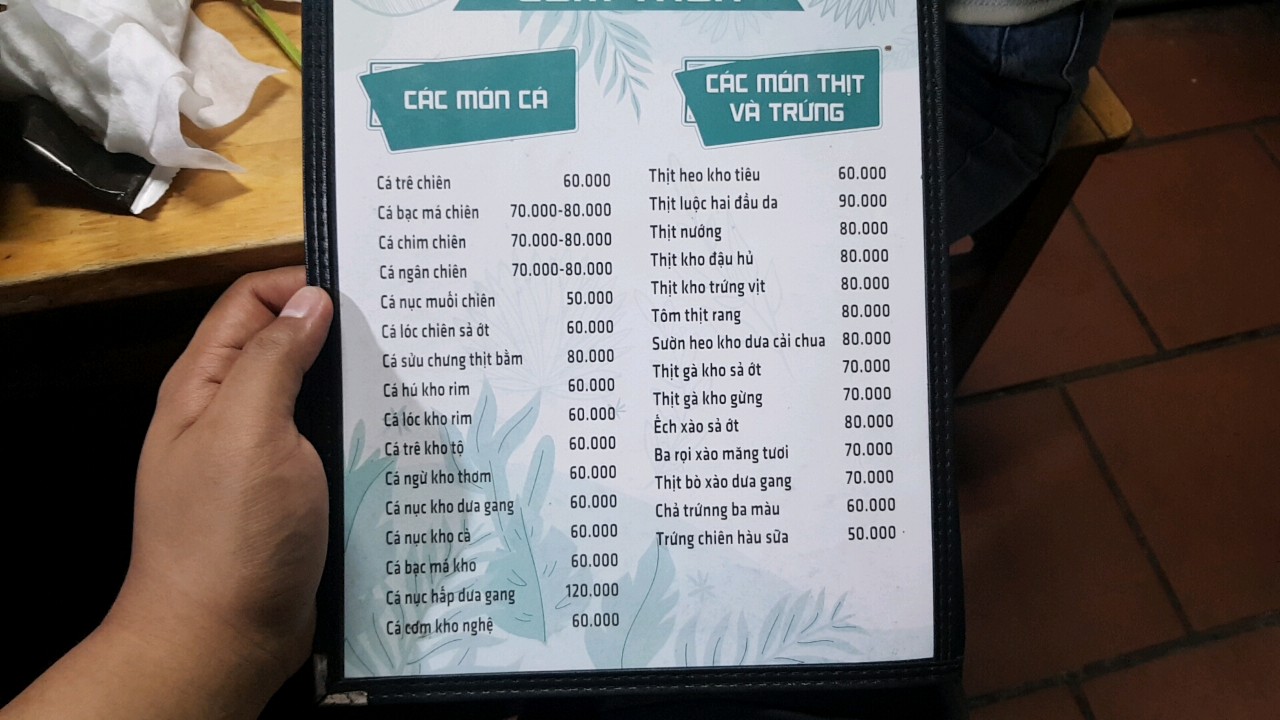 CÁC MÓN CÁ
Cá trê chiên 60.000
Cá bạc má chiên 70.000-80.000
Cá chim chiên 70.000-80.000
Cá ngân chiên 70.000-80.000
Cá nục muối chiên 50.000
Cá lóc chiên sả ớt 60.000
Cá sửu chưng thịt bằm 80.000
Cá hú kho rim 60.000
Cà lóc kho rim 60.000
Cá trê kho tộ 60.000
Cá ngừ kho thơm 60.000
Cá nục kho dưa gang 60.000
Cá nục kho cà 60.000
Cá bạc má kho 60.000
Cá nục hấp dưa gang 120.000
Cá cơm kho nghệ 60.000
CÁC MÓN THỊT
VÀ TRỨNG
Thịt heo kho tiêu 60.000
Thịt luộc hai đầu da 90.000
Thịt nướng 80.000
Thịt kho đậu hủ 80.000
Thịt kho trứng vịt 80.000
Tôm thịt rang 80.000
Sườn heo kho dưa cải chua 80.000
Thịt gà kho sả ớt 70.000
Thịt gà kho gừng 70.000
Ếch xào sả ớt 80.000
Ba rọi xào măng tươi 70.000
Thịt bò xào dưa gang 70.000
Chả trứnng ba màu 60.000
Trứng chiên hàu sữa 50.000